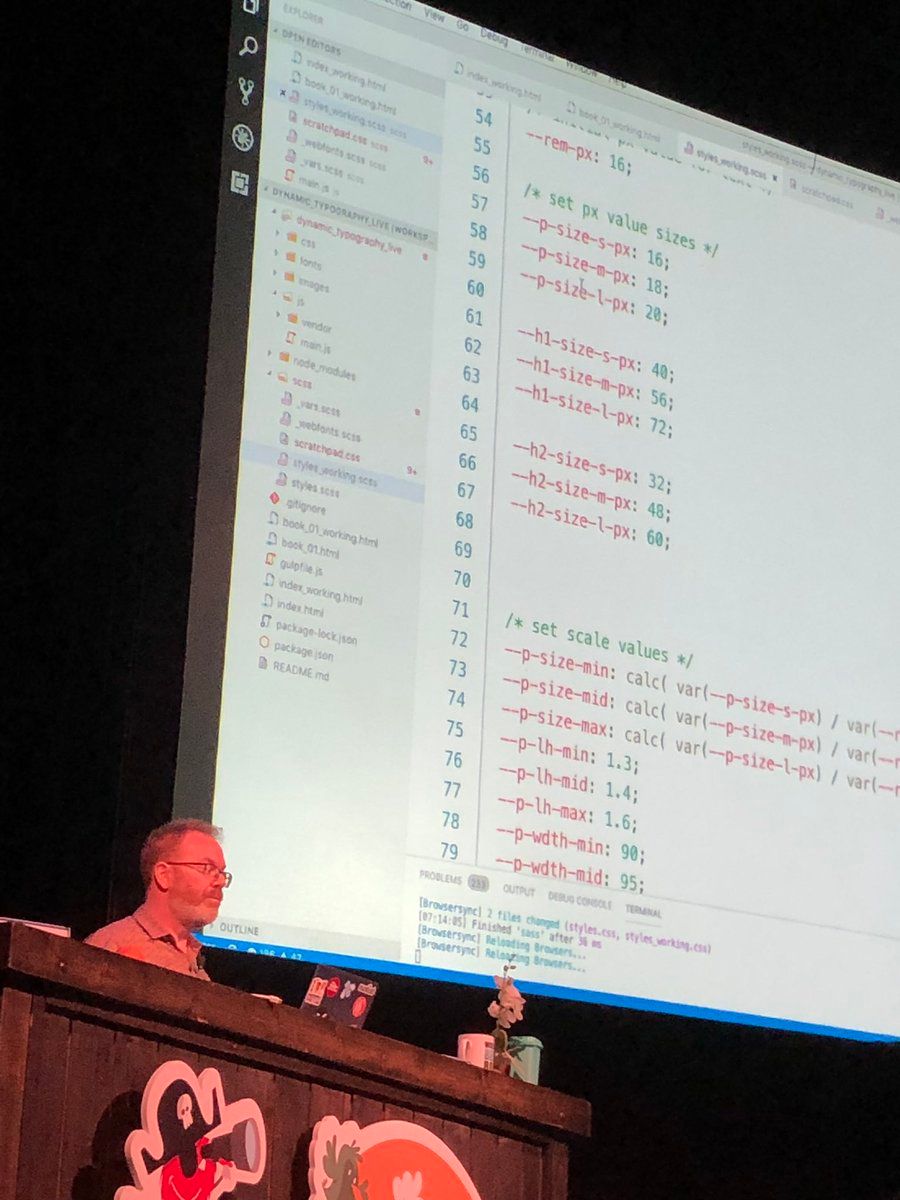 View Go Debug Terminal Window Help
EXPLORER
OPEN EDITORS
index_working.html
book_01_working.html
styles_working.scss scss
scratchpad.css scss 9+
_webfonts.scss scss
_vars.scss scss
main.js js
DYNAMIC_TYPOGRAPHY_LIVE (WORKSP...
dynamic_typography_live
css
fonts
images
js
vendor
main.js
node_modules
scss
_vars.scss
_webfonts.scss
scratchpad.css 9+
styles_working.scss
styles.scss
.gitignore
book_01_working.html
book_01.html
gulpfile.js
index_working.html
index.html
package-lock.json
package.json
README.md
OUTLINE
index_working.html
book_01_working.html
styles_working.scss
scratchpad.css
54
55 --rem-px: 16;
56
57 /* set px value sizes */
58 --p-size-s-px: 16;
59 --p-size-m-px: 18;
60 --p-size-l-px: 20;
61
62 --h1-size-s-px: 40;
63 --h1-size-m-px: 56;
64 --h1-size-l-px: 72;
65
66 --h2-size-s-px: 32;
67 --h2-size-m-px: 48;
68 --h2-size-l-px: 60;
69
70
71
72 /* set scale values */
73 --p-size-min: calc( var(--p-size-s-px) / var(--r
74 --p-size-mid: calc( var(--p-size-m-px) / var(--r
75 --p-size-max: calc( var(--p-size-l-px) / var(--r
76 --p-lh-min: 1.3;
77 --p-lh-mid: 1.4;
78 --p-lh-max: 1.6;
79 --p-wdth-min: 90;
--p-wdth-mid: 95;
PROBLEMS 233 OUTPUT DEBUG CONSOLE TERMINAL
[Browsersync] 2 files changed (styles.css, styles_working.css)
[07:14:05] Finished 'sass' after 36 ms
[Browsersync] Reloading Browsers...
[Browsersync] Reloading Browsers...